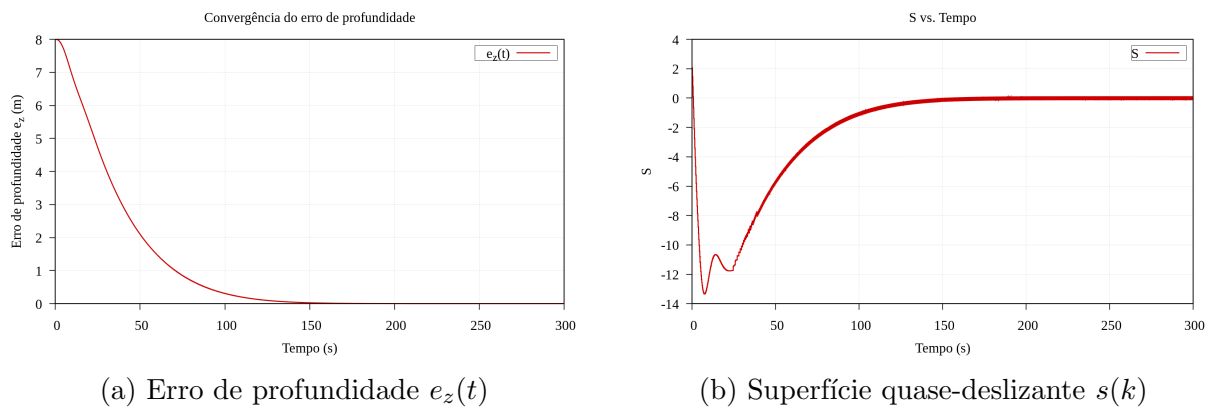 Convergência do erro de profundidade
e_z(t)
Erro de profundidade e_z (m)
8
7
6
5
4
3
2
1
0
0 50 100 150 200 250 300
Tempo (s)
(a) Erro de profundidade e_z(t)
S vs. Tempo
S
S
4
2
0
-2
-4
-6
-8
-10
-12
-14
0 50 100 150 200 250 300
Tempo (s)
(b) Superfície quase-deslizante s(k)